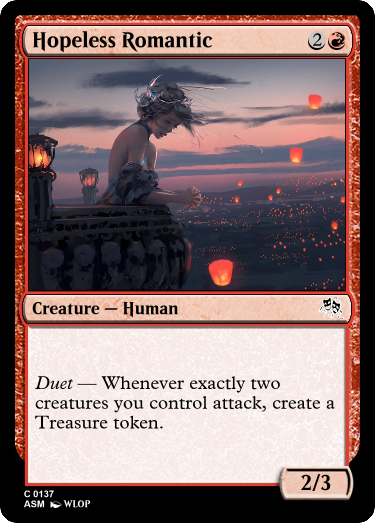 Hopeless Romantic 2
Creature — Human
Duet — Whenever exactly two
creatures you control attack, create a
Treasure token.
2/3
C 0137
ASM WLOP